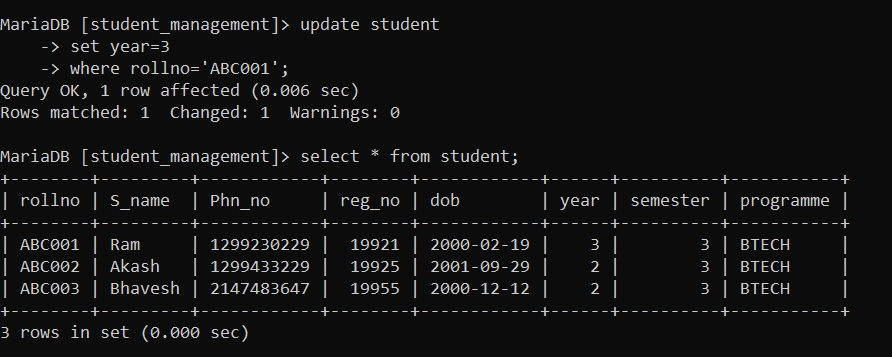 MariaDB [student_management]> update student
    -> set year=3
    -> where rollno='ABC001';
Query OK, 1 row affected (0.006 sec)
Rows matched: 1  Changed: 1  Warnings: 0

MariaDB [student_management]> select * from student;
+--------+---------+------------+--------+------------+------+----------+-----------+
| rollno | S_name  | Phn_no     | reg_no | dob        | year | semester | programme |
+--------+---------+------------+--------+------------+------+----------+-----------+
| ABC001 | Ram     | 1299230229 |  19921 | 2000-02-19 |    3 |        3 | BTECH     |
| ABC002 | Akash   | 1299433229 |  19925 | 2001-09-29 |    2 |        3 | BTECH     |
| ABC003 | Bhavesh | 2147483647 |  19955 | 2000-12-12 |    2 |        3 | BTECH     |
+--------+---------+------------+--------+------------+------+----------+-----------+
3 rows in set (0.000 sec)